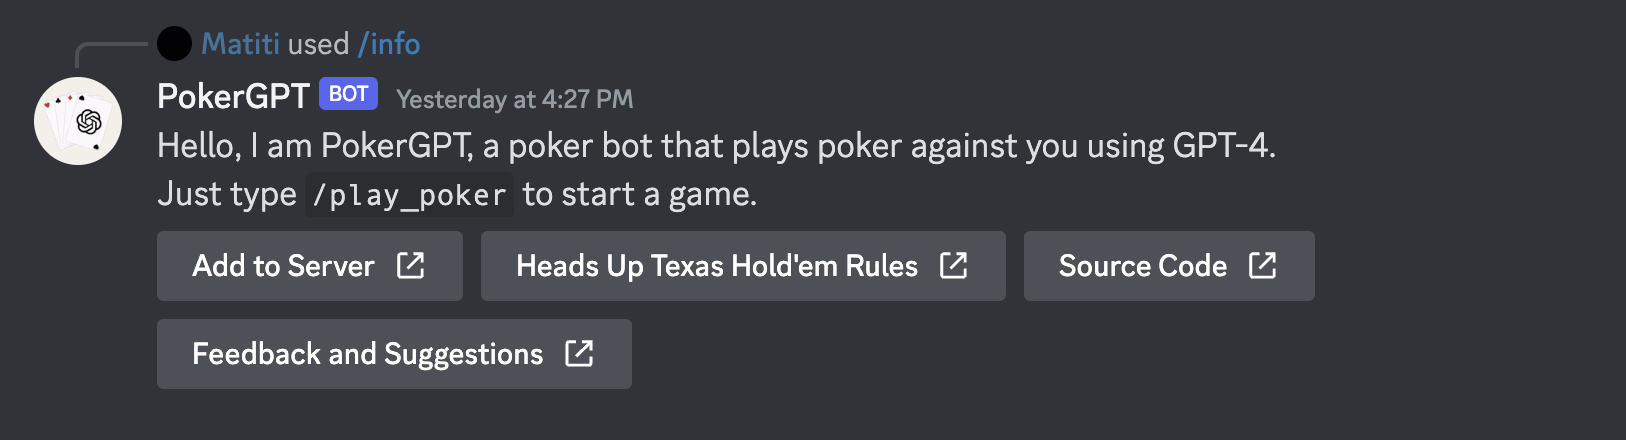 Matiti used /info
PokerGPT BOT Yesterday at 4:27 PM
Hello, I am PokerGPT, a poker bot that plays poker against you using GPT-4.
Just type /play_poker to start a game.
Add to Server
Heads Up Texas Hold'em Rules
Source Code
Feedback and Suggestions